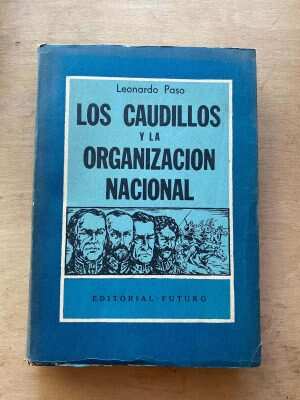 Leonardo Paso
LOS CAUDILLOS
Y LA
ORGANIZACION
NACIONAL
EDITORIAL - FUTURO